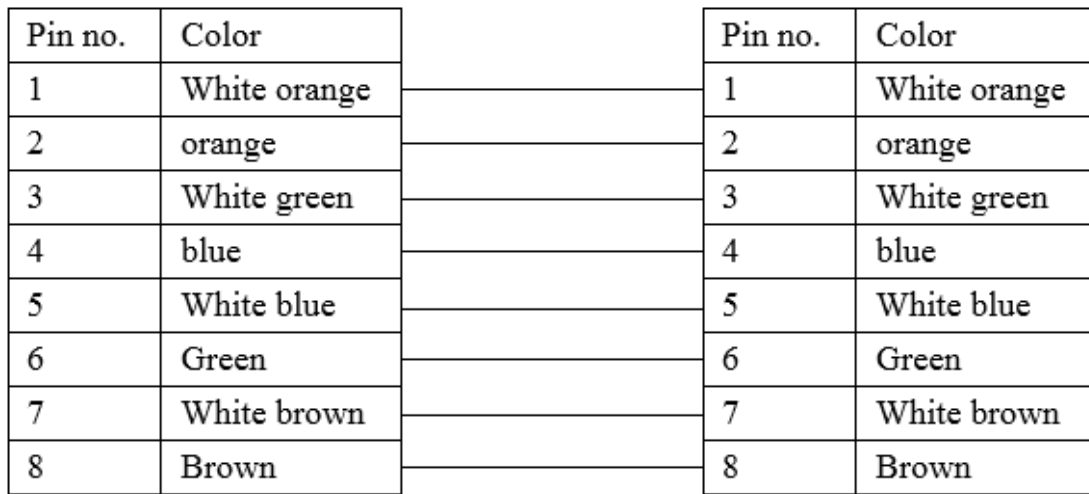 Pin no. Color Pin no. Color
1 White orange 1 White orange
2 orange 2 orange
3 White green 3 White green
4 blue 4 blue
5 White blue 5 White blue
6 Green 6 Green
7 White brown 7 White brown
8 Brown 8 Brown